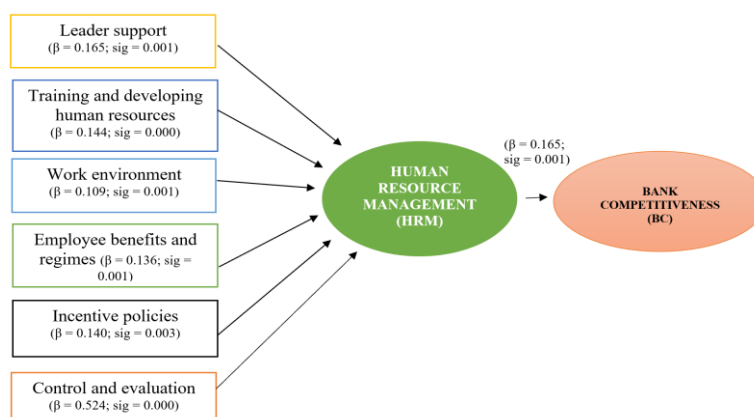 Leader support
(β = 0.165; sig = 0.001)
Training and developing
human resources
(β = 0.144; sig = 0.000)
Work environment
(β = 0.109; sig = 0.001)
Employee benefits and
regimes (β = 0.136; sig =
0.001)
Incentive policies
(β = 0.140; sig = 0.003)
Control and evaluation
(β = 0.524; sig = 0.000)
HUMAN
RESOURCE
MANAGEMENT
(HRM)
(β = 0.165;
sig = 0.001)
BANK
COMPETITIVENESS
(BC)